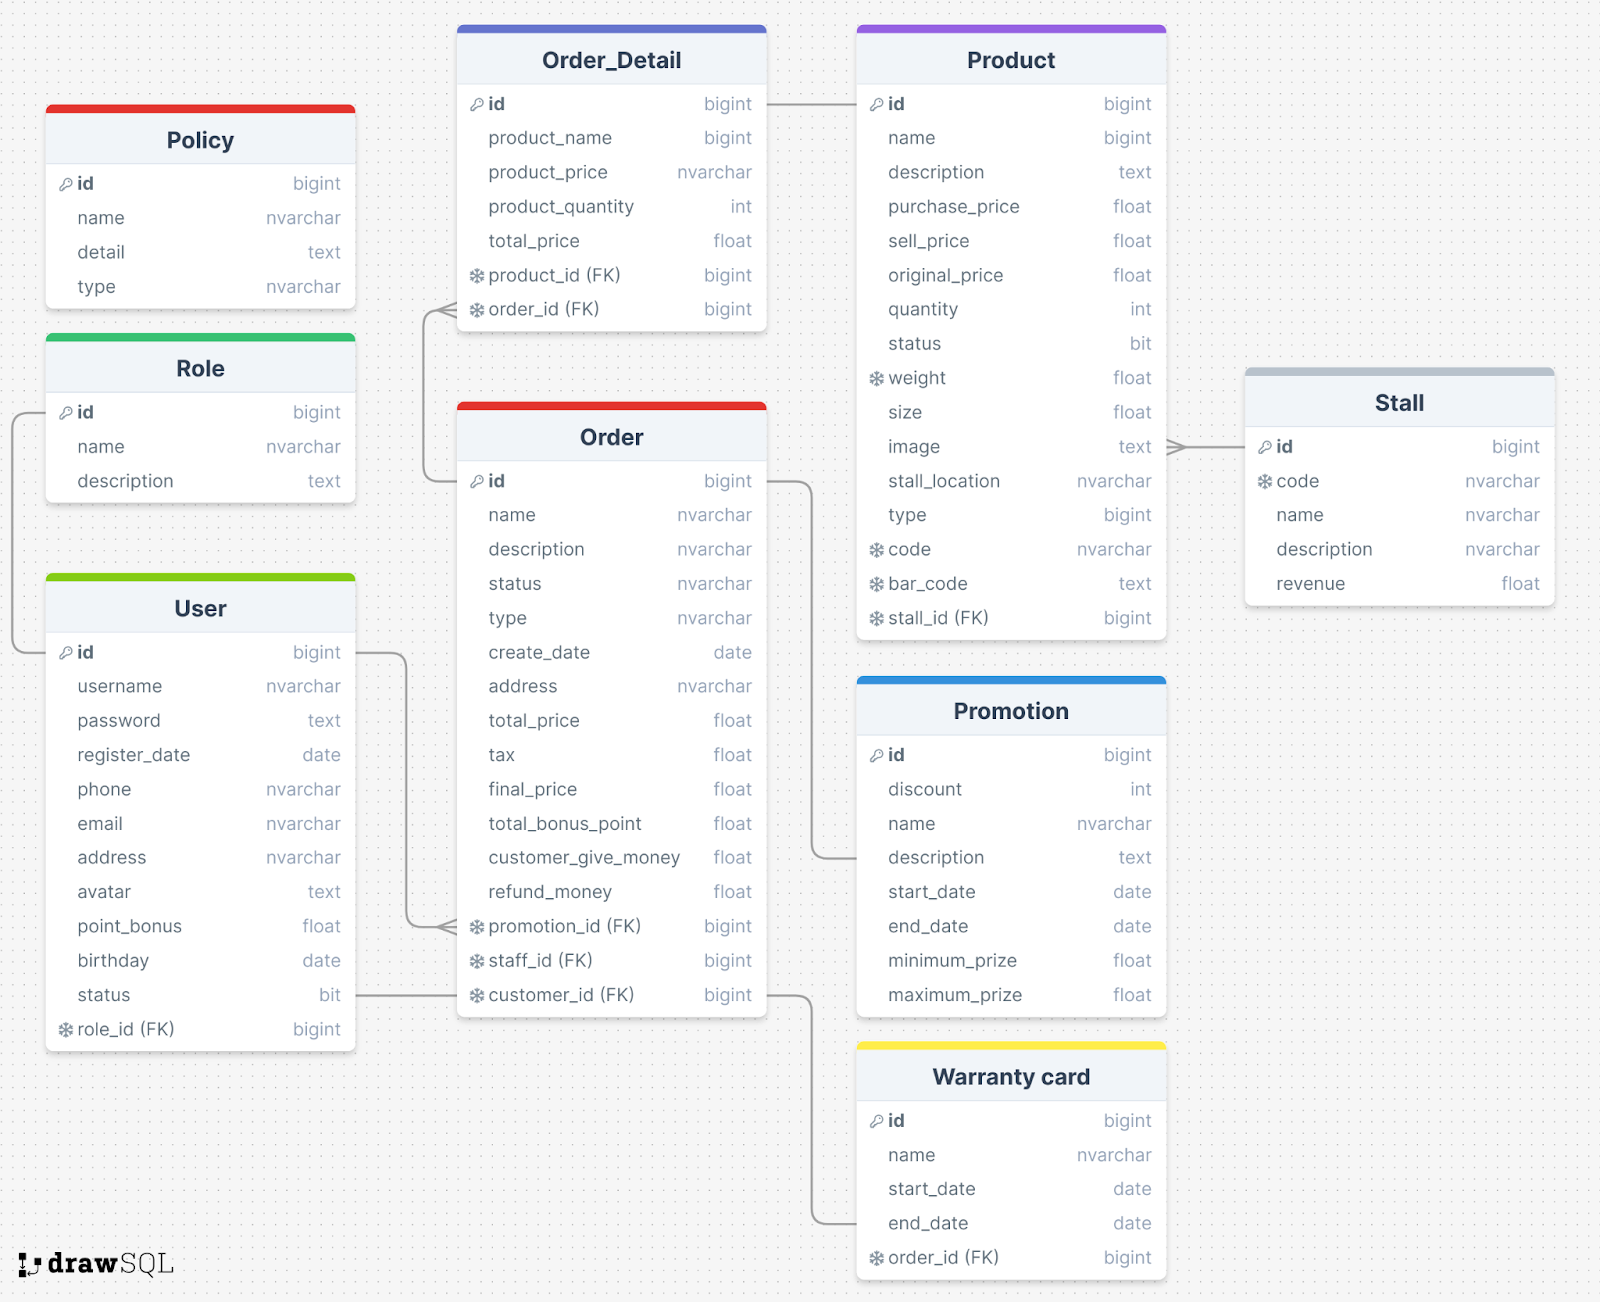 Policy
id bigint
name nvarchar
detail text
type nvarchar
Role
id bigint
name nvarchar
description text
User
id bigint
username nvarchar
password text
register_date date
phone nvarchar
email nvarchar
address nvarchar
avatar text
point_bonus float
birthday date
status bit
role_id (FK) bigint
Order_Detail
id bigint
product_name bigint
product_price nvarchar
product_quantity int
total_price float
product_id (FK) bigint
order_id (FK) bigint
Order
id bigint
name nvarchar
description nvarchar
status nvarchar
type nvarchar
create_date date
address nvarchar
total_price float
tax float
final_price float
total_bonus_point float
customer_give_money float
refund_money float
promotion_id (FK) bigint
staff_id (FK) bigint
customer_id (FK) bigint
Product
id bigint
name bigint
description text
purchase_price float
sell_price float
original_price float
quantity int
status bit
weight float
size float
image text
stall_location nvarchar
type bigint
code nvarchar
bar_code text
stall_id (FK) bigint
Promotion
id bigint
discount int
name nvarchar
description text
start_date date
end_date date
minimum_prize float
maximum_prize float
Warranty card
id bigint
name nvarchar
start_date date
end_date date
order_id (FK) bigint
Stall
id bigint
code nvarchar
name nvarchar
description nvarchar
revenue float
drawSQL